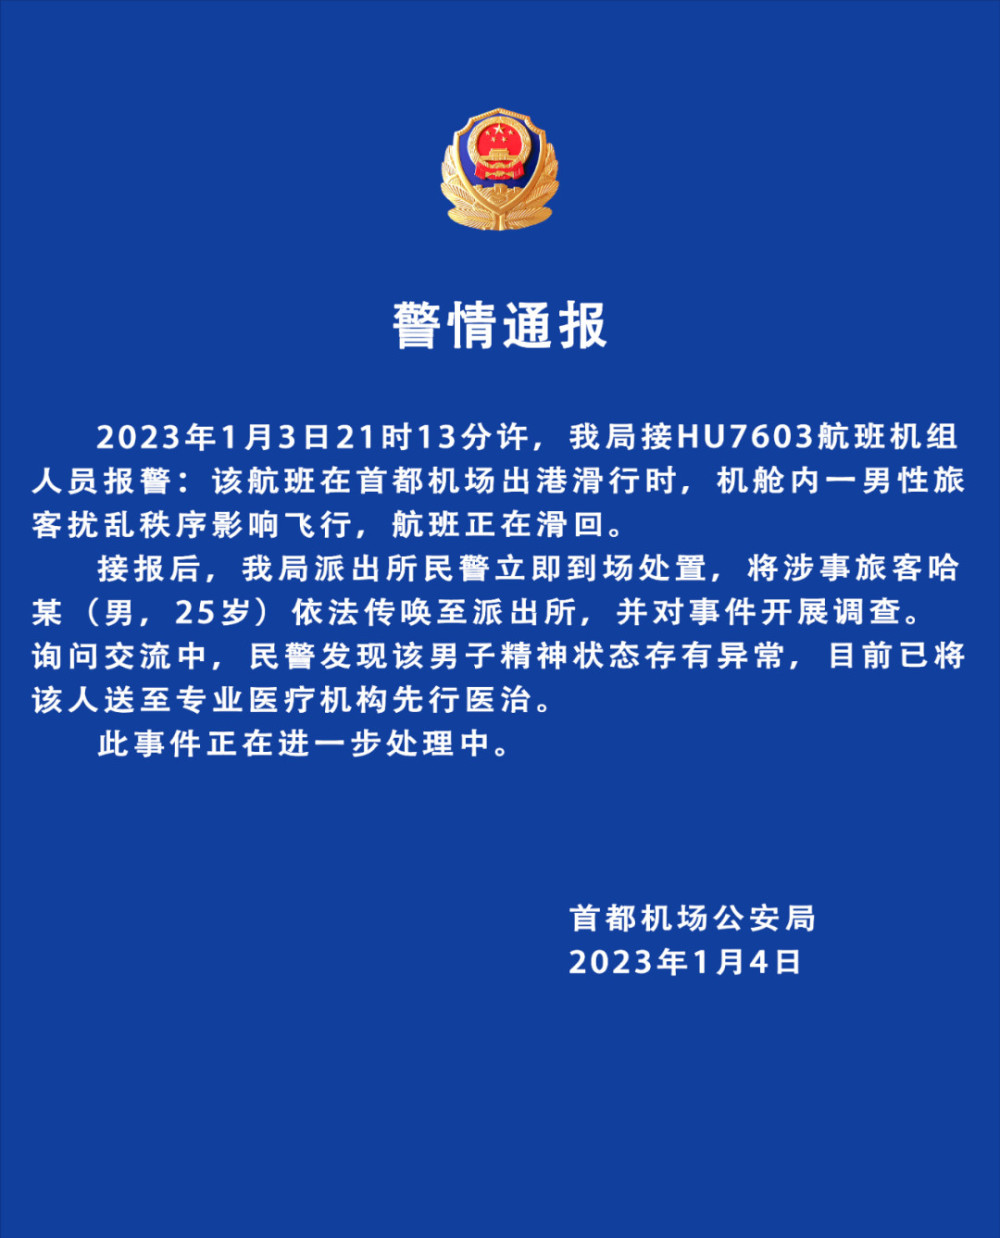 警情通报
2023年1月3日21时13分许，我局接HU7603航班机组
人员报警：该航班在首都机场出港滑行时，机舱内一男性旅
客扰乱秩序影响飞行，航班正在滑回。
接报后，我局派出所民警立即到场处置，将涉事旅客哈
某（男，25岁）依法传唤至派出所，并对事件开展调查。
询问交流中，民警发现该男子精神状态存有异常，目前已将
该人送至专业医疗机构先行医治。
此事件正在进一步处理中。
首都机场公安局
2023年1月4日